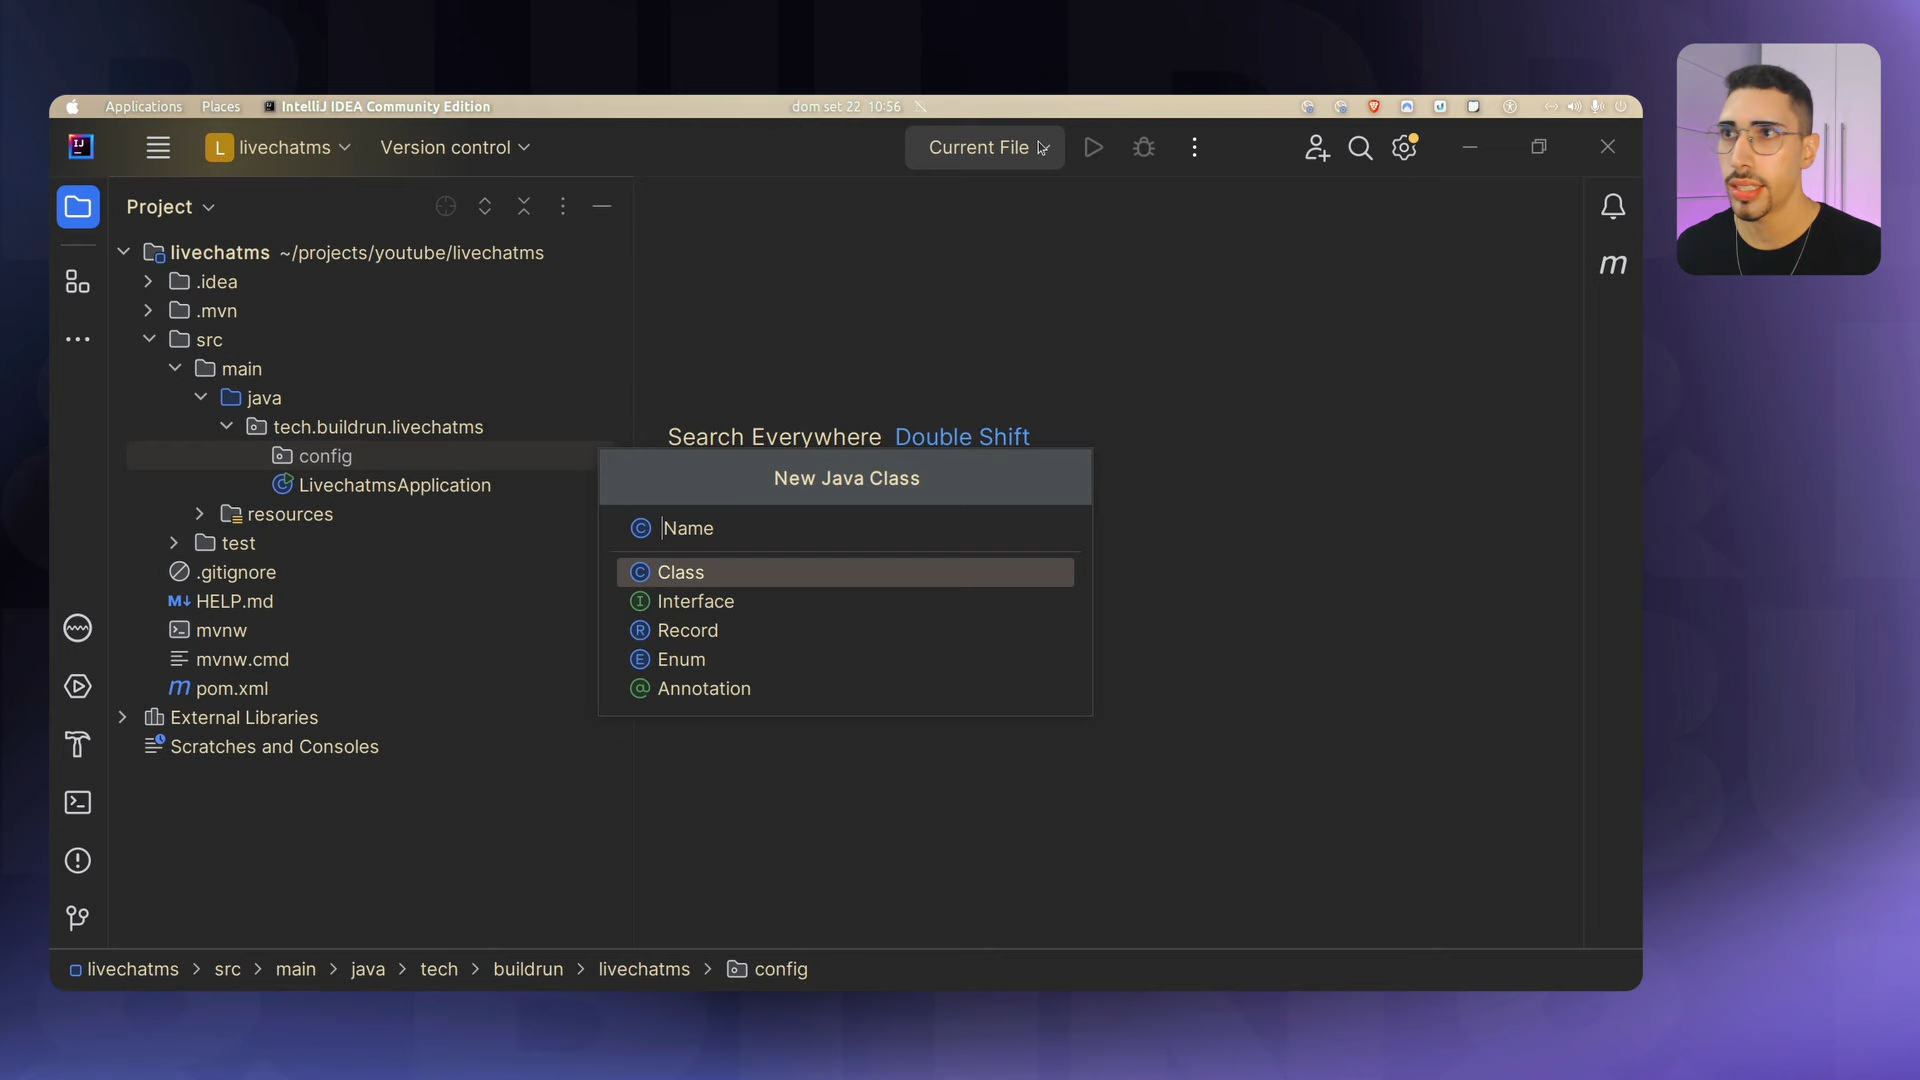 Applications Places IntelliJ IDEA Community Edition dom set 22 10:56
IJ L livechatms Version control Current File
Project
livechatms ~/projects/youtube/livechatms
.idea
.mvn
src
main
java
tech.buildrun.livechatms
config
LivechatmsApplication
resources
test
.gitignore
M↓ HELP.md
mvnw
mvnw.cmd
m pom.xml
External Libraries
Scratches and Consoles
Search Everywhere Double Shift
New Java Class
C Name
C Class
I Interface
R Record
E Enum
@ Annotation
m
livechatms > src > main > java > tech > buildrun > livechatms > config